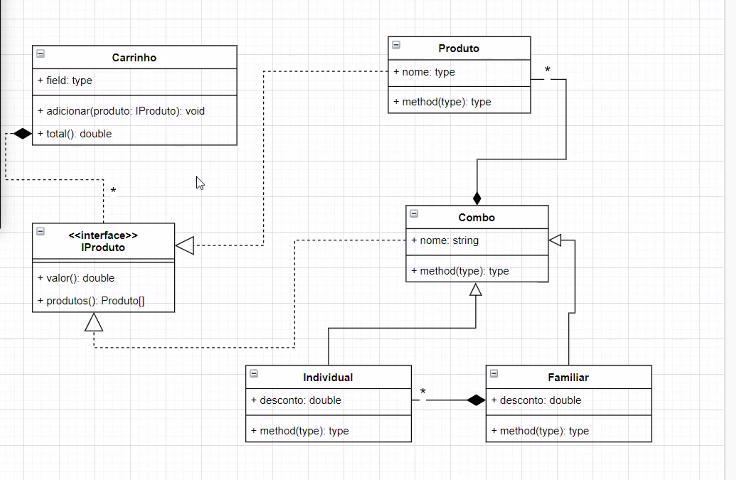 Carrinho
+ field: type
+ adicionar(produto: IProduto): void
+ total(): double
Produto
+ nome: type
+ method(type): type
*
*
<<interface>>
IProduto
+ valor(): double
+ produtos(): Produto[]
Combo
+ nome: string
+ method(type): type
Individual
+ desconto: double
+ method(type): type
*
Familiar
+ desconto: double
+ method(type): type